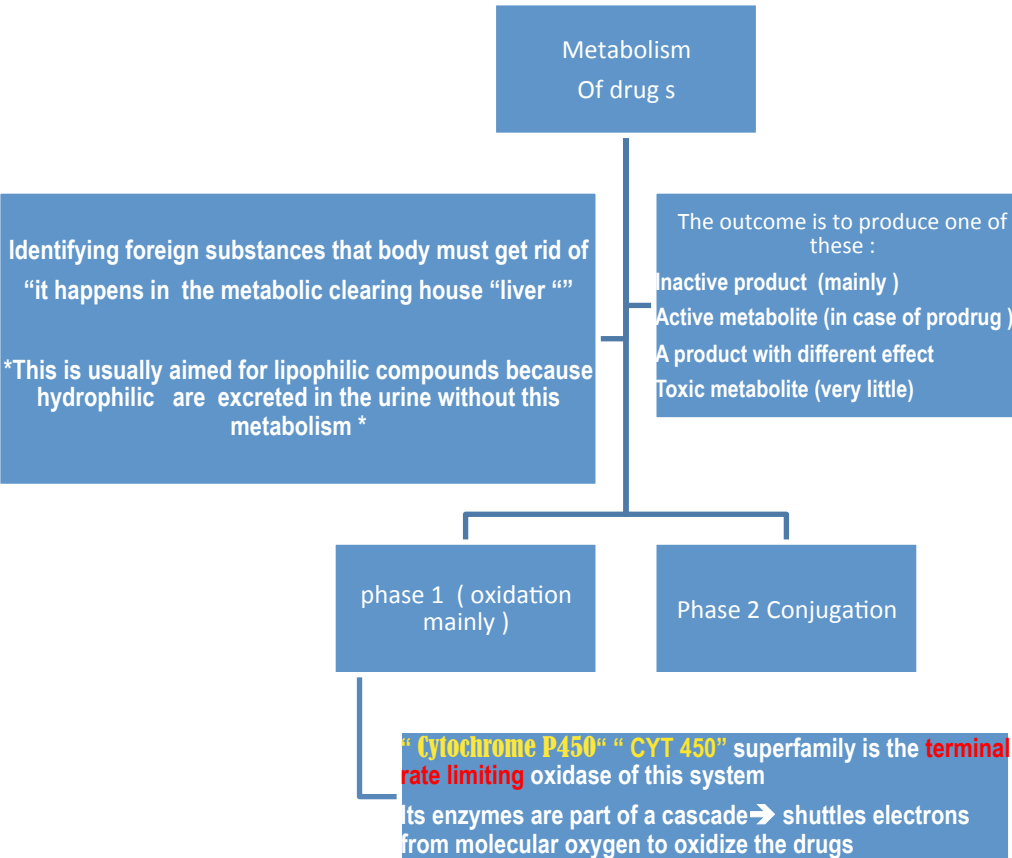 Metabolism
Of drug s
Identifying foreign substances that body must get rid of
“it happens in the metabolic clearing house “liver “”
*This is usually aimed for lipophilic compounds because
hydrophilic are excreted in the urine without this
metabolism *
The outcome is to produce one of
these :
Inactive product (mainly )
Active metabolite (in case of prodrug )
A product with different effect
Toxic metabolite (very little)
phase 1 ( oxidation
mainly )
Phase 2 Conjugation
“ Cytochrome P450“ “ CYT 450” superfamily is the terminal
rate limiting oxidase of this system
Its enzymes are part of a cascade➔ shuttles electrons
from molecular oxygen to oxidize the drugs